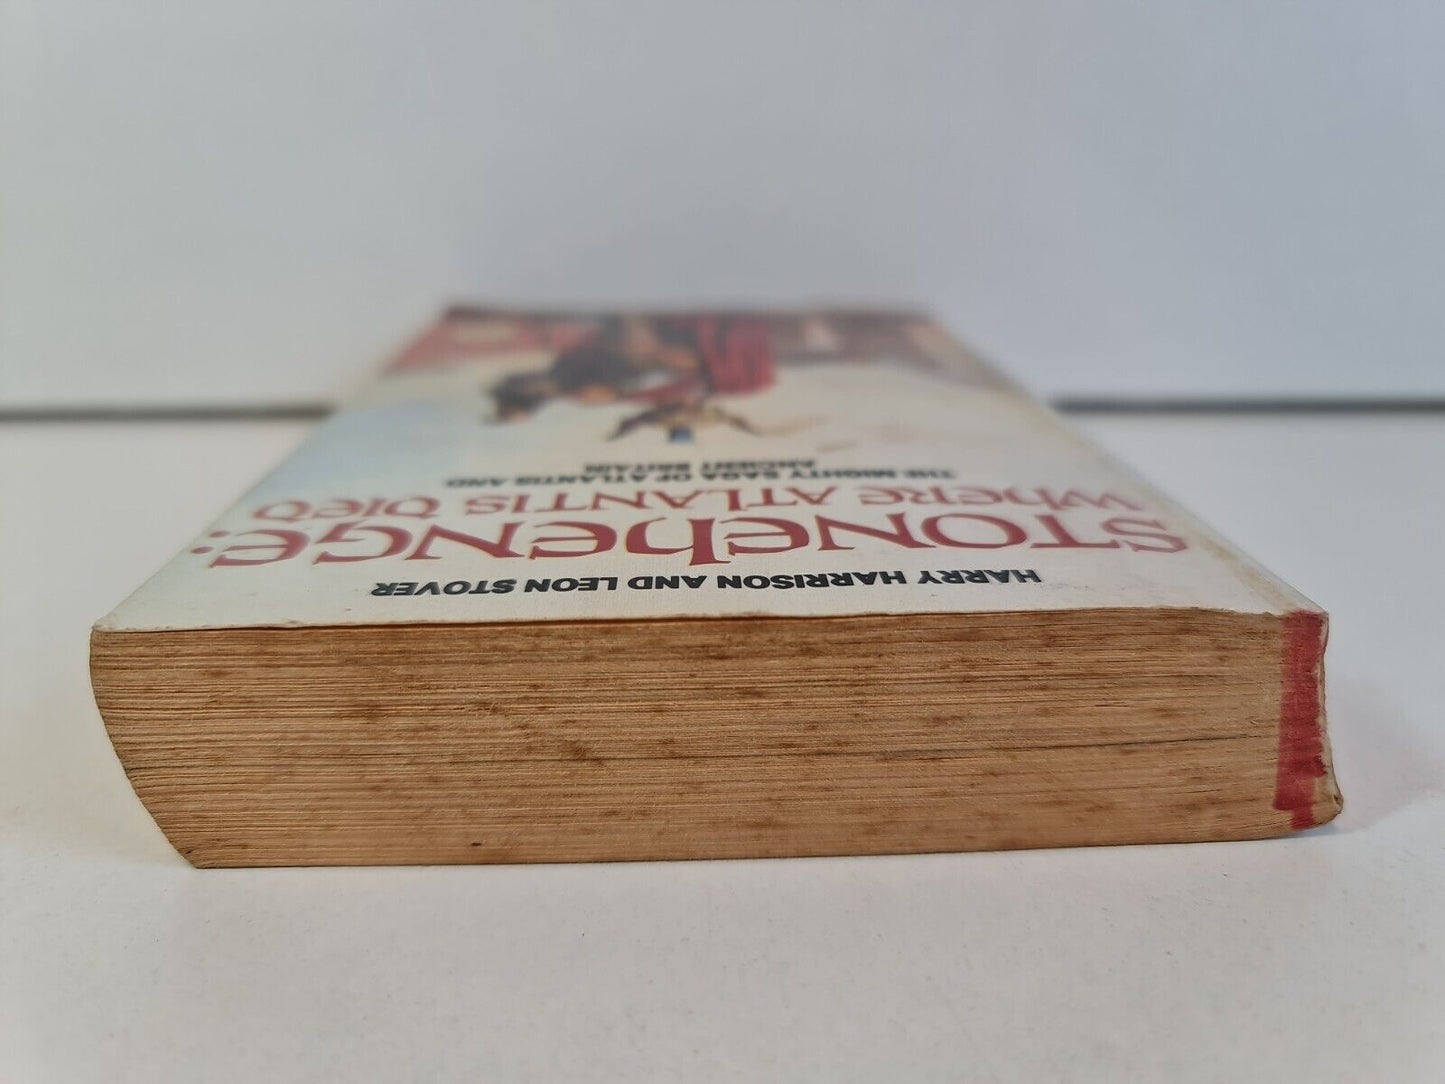 HARRY HARRISON AND LEON STOVER
STONEHENGE:
WHERE ATLANTIS DIED
THE MIGHTY SAGA OF ATLANTIS AND
ANCIENT BRITAIN